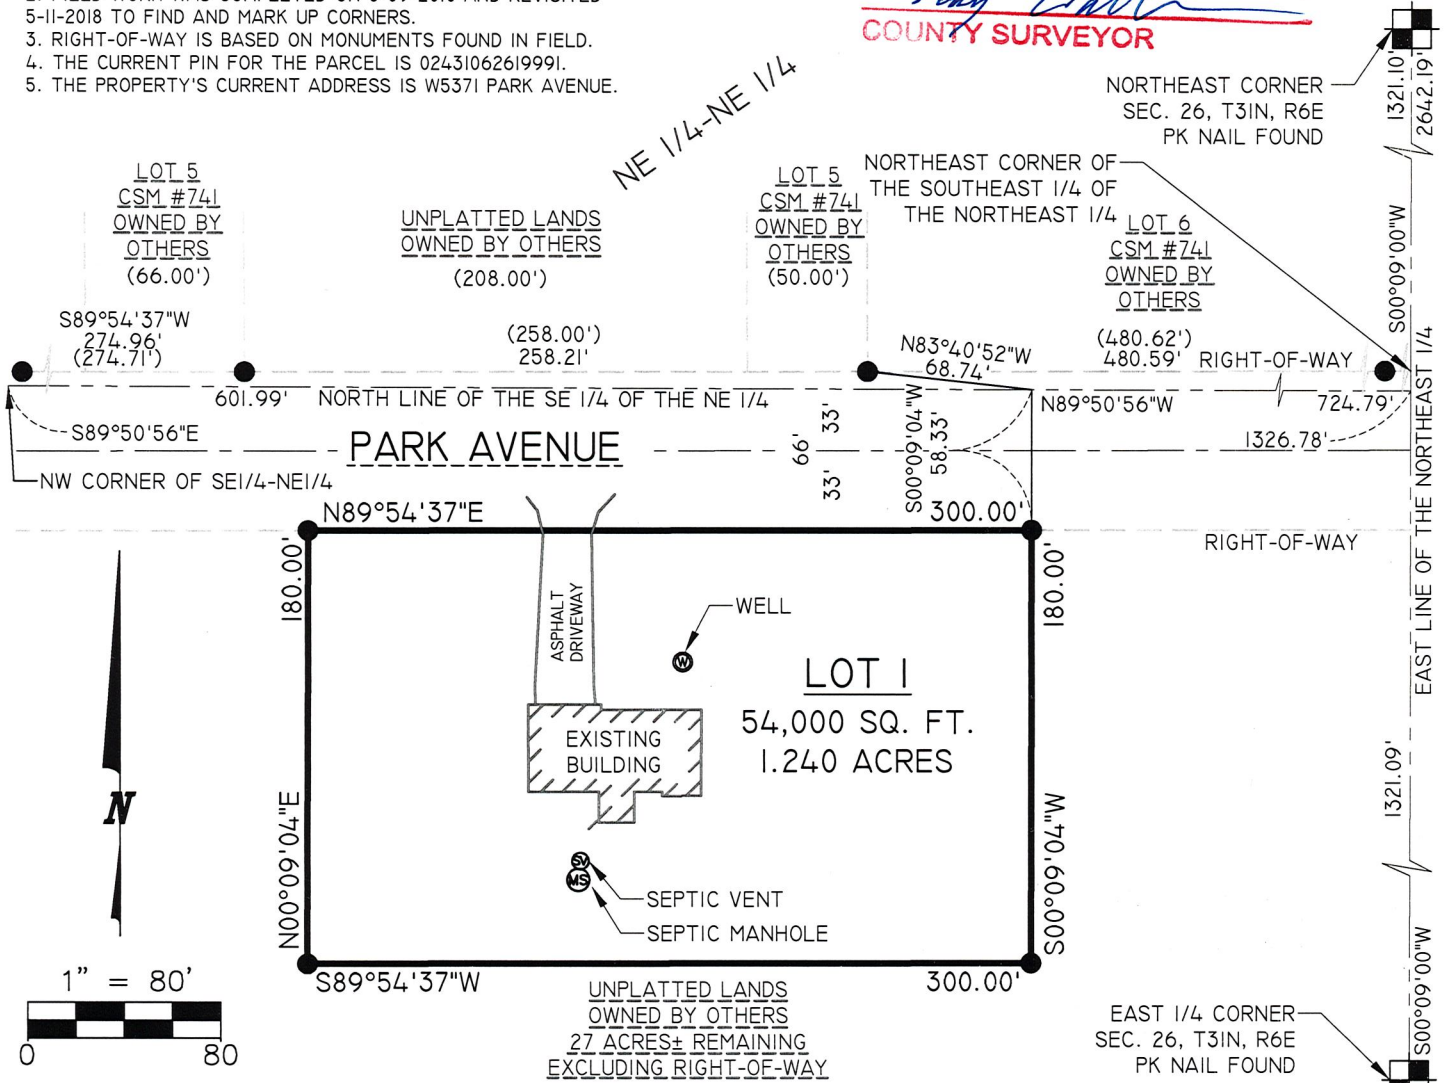 5-11-2018 TO FIND AND MARK UP CORNERS.
3. RIGHT-OF-WAY IS BASED ON MONUMENTS FOUND IN FIELD.
4. THE CURRENT PIN FOR THE PARCEL IS 02431062619991.
5. THE PROPERTY'S CURRENT ADDRESS IS W5371 PARK AVENUE.
COUNTY SURVEYOR
NE 1/4-NE 1/4
NORTHEAST CORNER
SEC. 26, T31N, R6E
PK NAIL FOUND
1321.10'
2642.19'
LOT 5
CSM #741
OWNED BY
OTHERS
(66.00')
UNPLATTED LANDS
OWNED BY OTHERS
(208.00')
LOT 5
CSM #741
OWNED BY
OTHERS
(50.00')
NORTHEAST CORNER OF
THE SOUTHEAST 1/4 OF
THE NORTHEAST 1/4
LOT 6
CSM #741
OWNED BY
OTHERS
S00°09'00"W
S89°54'37"W
274.96'
(274.71')
(258.00')
258.21'
N83°40'52"W
68.74'
(480.62')
480.59'
RIGHT-OF-WAY
601.99'
NORTH LINE OF THE SE 1/4 OF THE NE 1/4
N89°50'56"W
724.79'
S89°50'56"E
1326.78'
PARK AVENUE
66'
33'
33'
S00°09'04"W
58.33'
NW CORNER OF SE1/4-NE1/4
EAST LINE OF THE NORTHEAST 1/4
N89°54'37"E
300.00'
RIGHT-OF-WAY
180.00'
180.00'
ASPHALT
DRIVEWAY
WELL
W
LOT 1
54,000 SQ. FT.
1.240 ACRES
EXISTING
BUILDING
N
N00°09'04"E
S00°09'04"W
1321.09'
SV
MS
SEPTIC VENT
SEPTIC MANHOLE
S89°54'37"W
300.00'
1" = 80'
0
80
UNPLATTED LANDS
OWNED BY OTHERS
27 ACRES± REMAINING
EXCLUDING RIGHT-OF-WAY
EAST 1/4 CORNER
SEC. 26, T31N, R6E
PK NAIL FOUND
S00°09'00"W